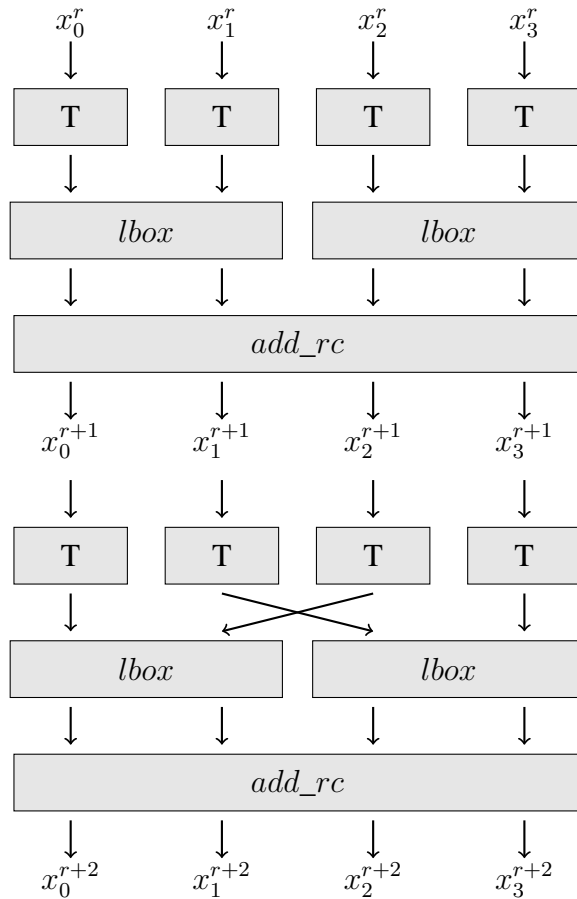 x_0^r x_1^r x_2^r x_3^r
T T T T
lbox lbox
add_rc
x_0^{r+1} x_1^{r+1} x_2^{r+1} x_3^{r+1}
T T T T
lbox lbox
add_rc
x_0^{r+2} x_1^{r+2} x_2^{r+2} x_3^{r+2}